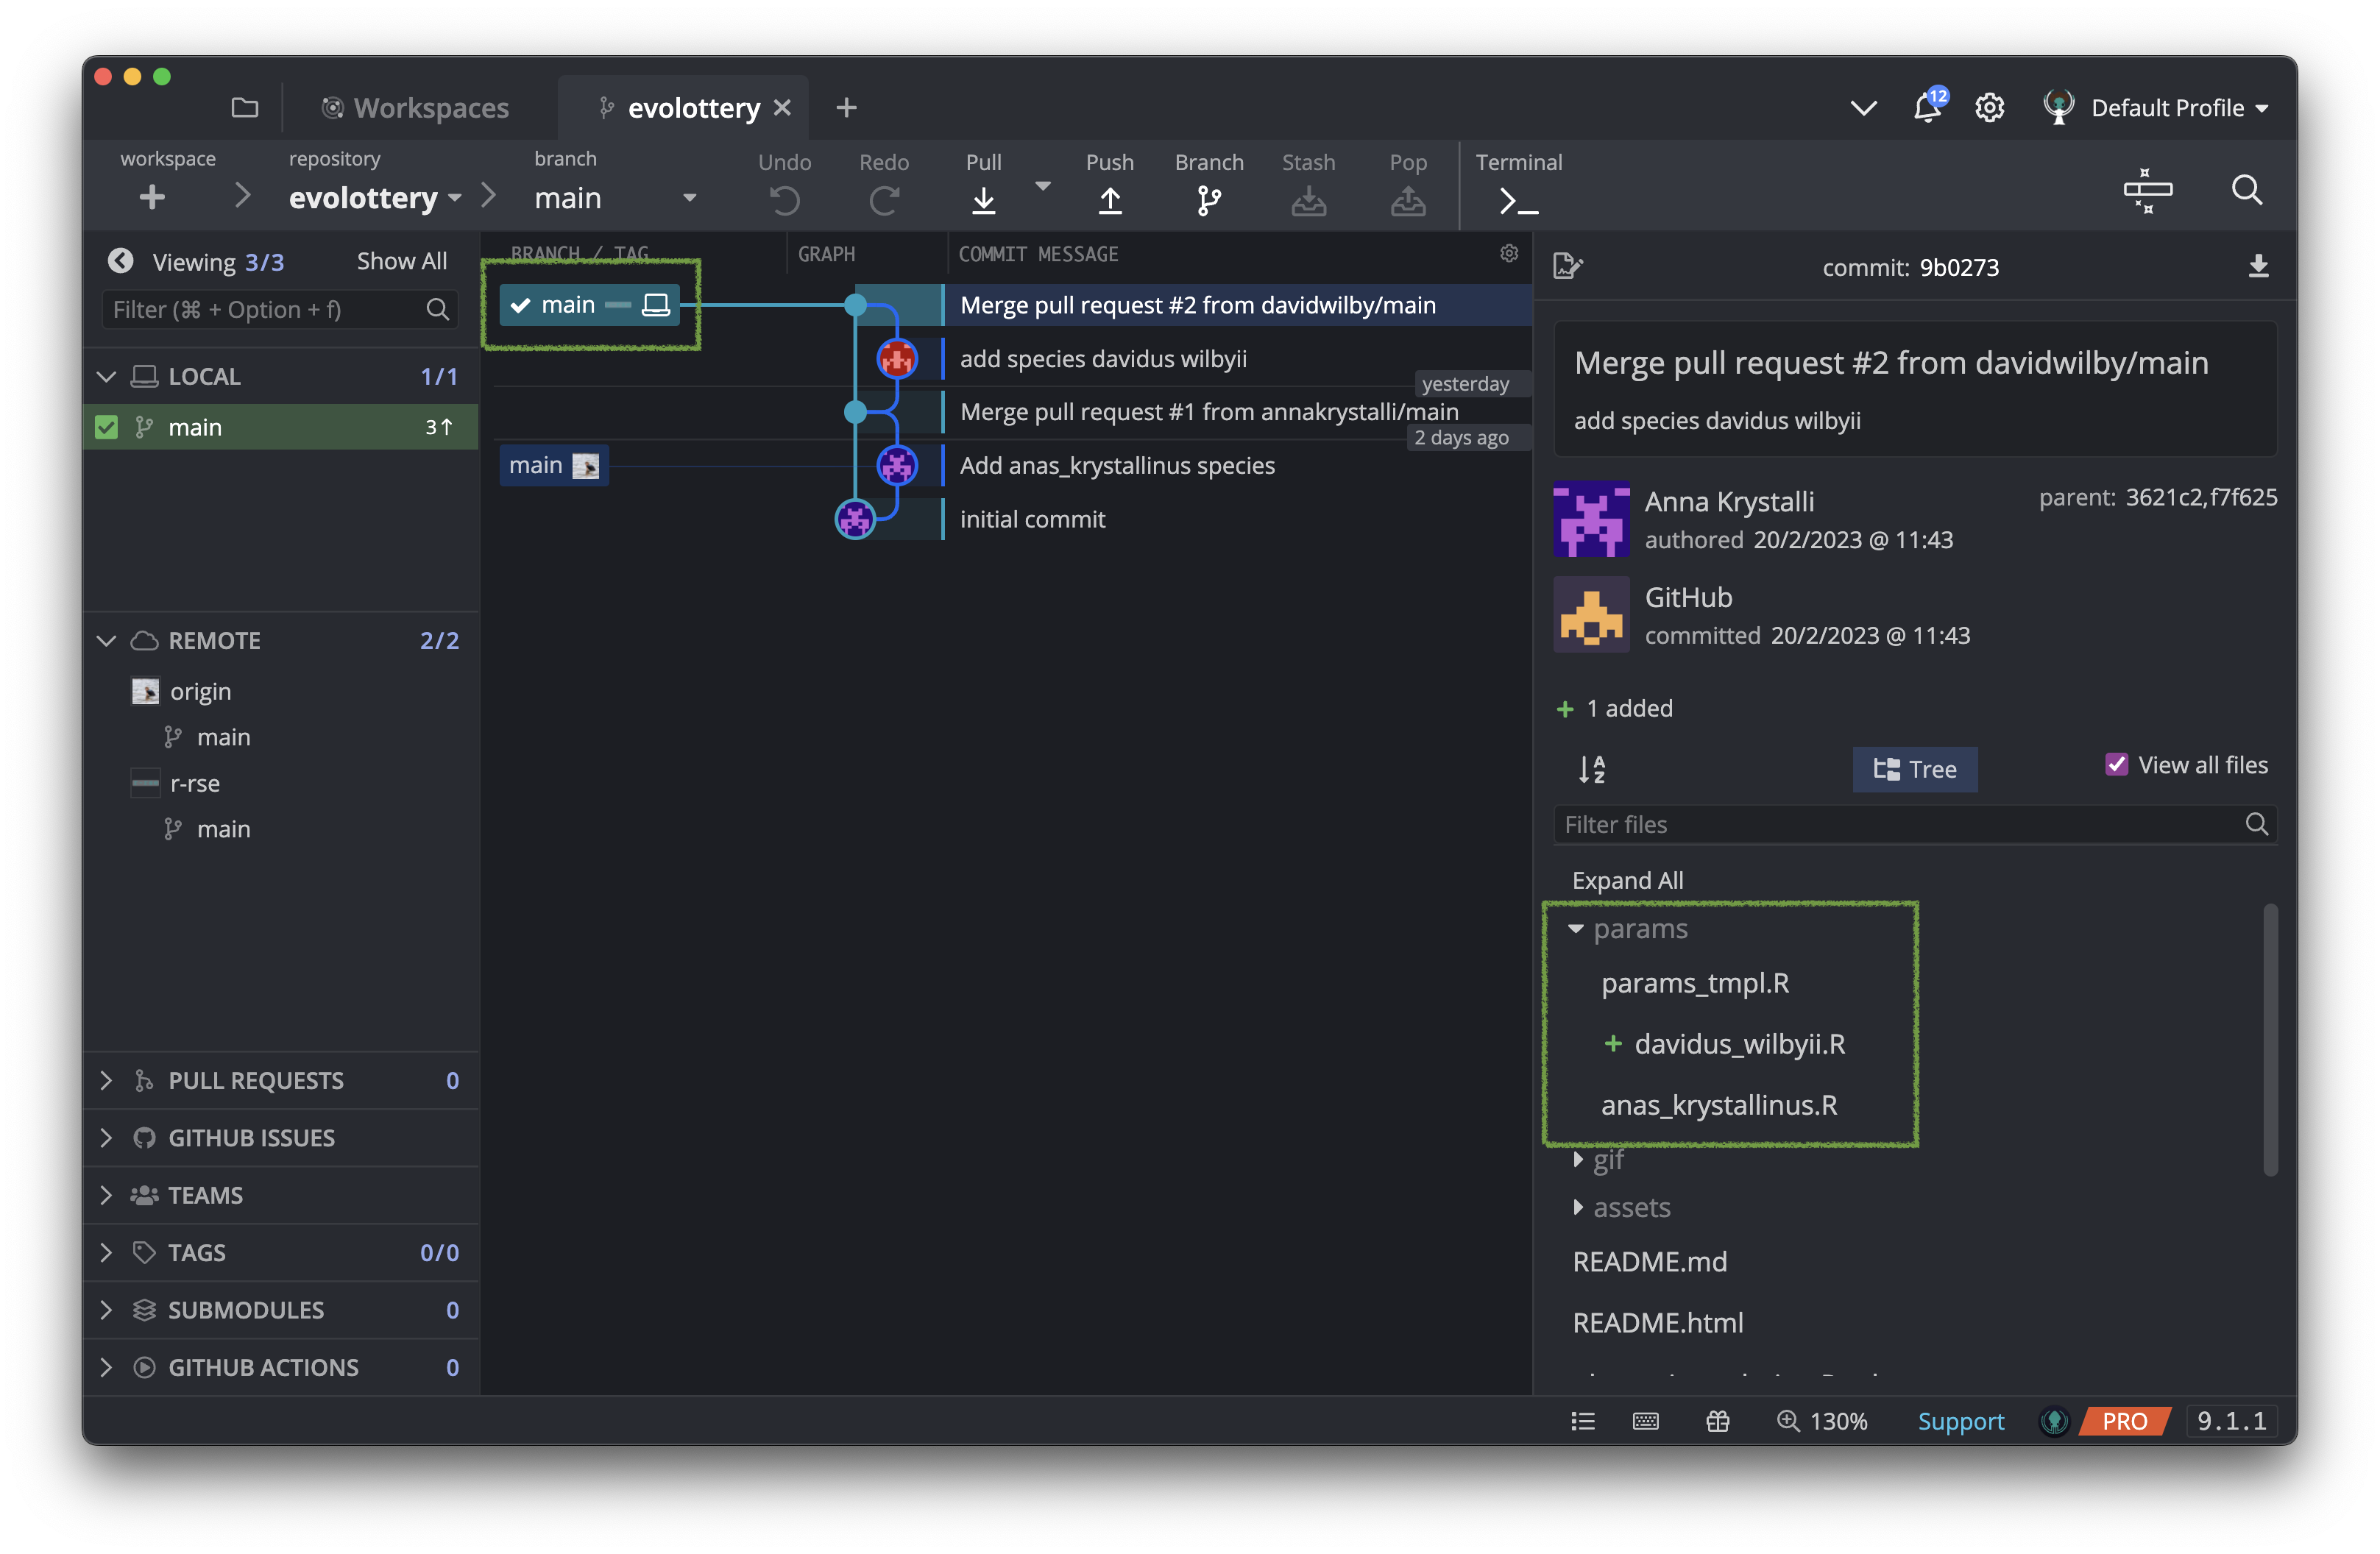 Workspaces
evolottery
12
Default Profile
workspace
repository
branch
evolottery
main
Undo
Redo
Pull
Push
Branch
Stash
Pop
Terminal
Viewing 3/3
Show All
Filter (⌘ + Option + f)
LOCAL 1/1
main 3↑
REMOTE 2/2
origin
main
r-rse
main
PULL REQUESTS 0
GITHUB ISSUES
TEAMS
TAGS 0/0
SUBMODULES 0
GITHUB ACTIONS 0
BRANCH / TAG
GRAPH
COMMIT MESSAGE
main
Merge pull request #2 from davidwilby/main
add species davidus wilbyii
yesterday
Merge pull request #1 from annakrystalli/main
2 days ago
main
Add anas_krystallinus species
initial commit
commit: 9b0273
Merge pull request #2 from davidwilby/main
add species davidus wilbyii
Anna Krystalli
parent: 3621c2,f7f625
authored 20/2/2023 @ 11:43
GitHub
committed 20/2/2023 @ 11:43
+ 1 added
A
Z
Tree
View all files
Filter files
Expand All
params
params_tmpl.R
+ davidus_wilbyii.R
anas_krystallinus.R
gif
assets
README.md
README.html
130%
Support
PRO
9.1.1